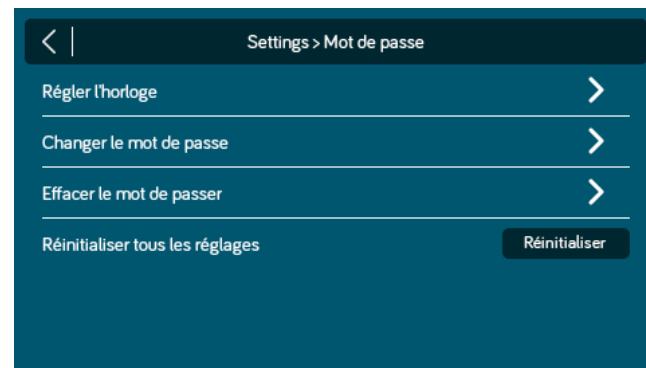 Settings > Mot de passe
Régler l'horloge
Changer le mot de passe
Effacer le mot de passer
Réinitialiser tous les réglages
Réinitialiser